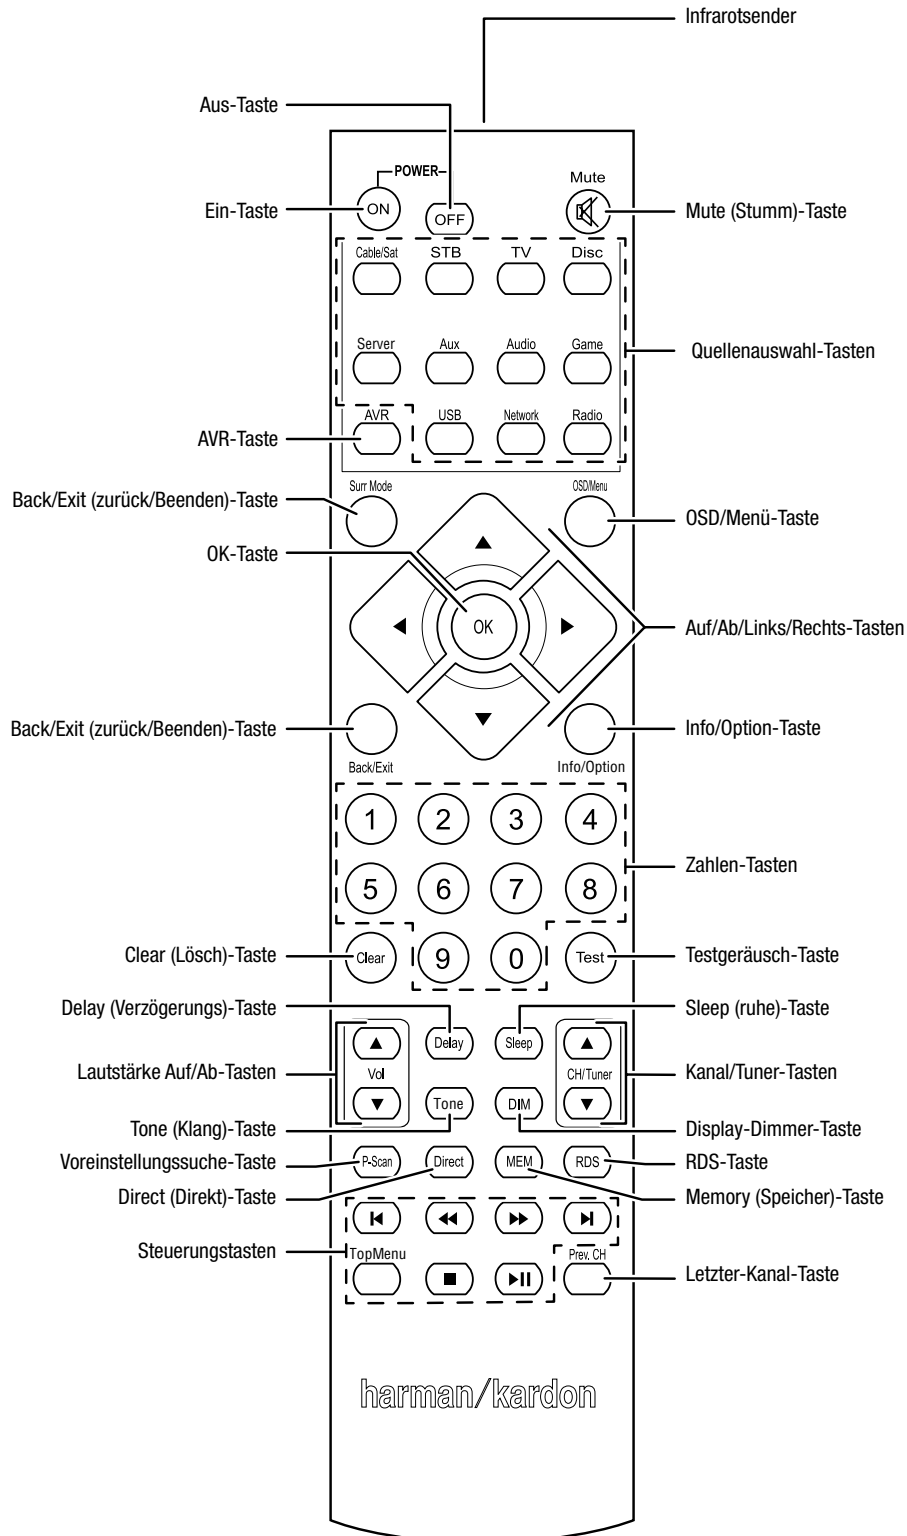 Infrarotsender
Aus-Taste
POWER
Mute
Ein-Taste
ON
OFF
Mute (Stumm)-Taste
Cable/Sat
STB
TV
Disc
Server
Aux
Audio
Game
Quellenauswahl-Tasten
AVR
USB
Network
Radio
AVR-Taste
Surr Mode
OSD/Menu
Back/Exit (zurück/Beenden)-Taste
OSD/Menü-Taste
OK-Taste
OK
Auf/Ab/Links/Rechts-Tasten
Back/Exit (zurück/Beenden)-Taste
Info/Option-Taste
Back/Exit
Info/Option
1
2
3
4
Zahlen-Tasten
5
6
7
8
Clear (Lösch)-Taste
Clear
9
0
Test
Testgeräusch-Taste
Delay (Verzögerungs)-Taste
Sleep (ruhe)-Taste
Delay
Sleep
Lautstärke Auf/Ab-Tasten
Vol
CH/Tuner
Kanal/Tuner-Tasten
Tone
DIM
Tone (Klang)-Taste
Display-Dimmer-Taste
Voreinstellungssuche-Taste
P-Scan
Direct
MEM
RDS
RDS-Taste
Direct (Direkt)-Taste
Memory (Speicher)-Taste
Steuerungstasten
TopMenu
Prev. CH
Letzter-Kanal-Taste
harman/kardon